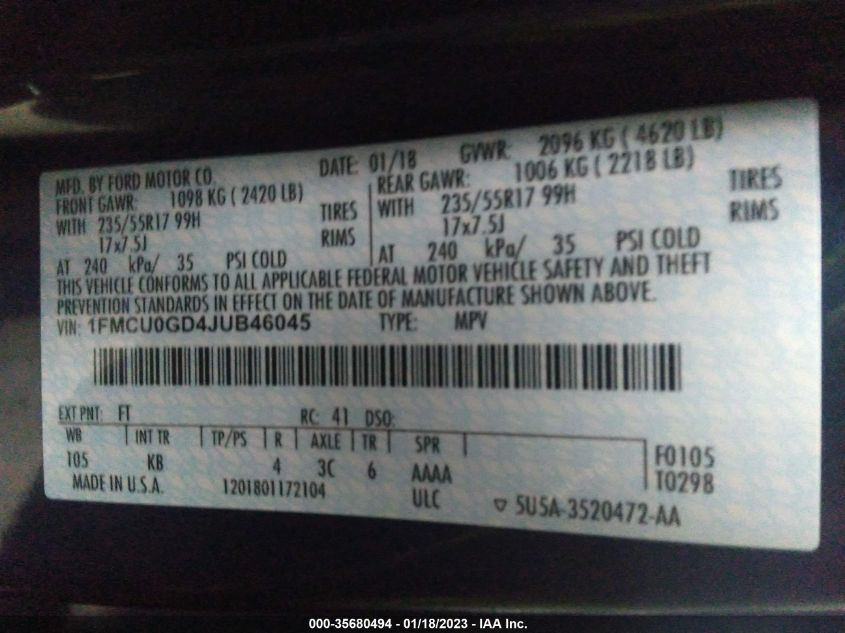 MFD. BY FORD MOTOR CO. DATE: 01/18 GVWR: 2096 KG ( 4620 LB)
FRONT GAWR: 1098 KG ( 2420 LB) REAR GAWR: 1006 KG ( 2218 LB)
WITH 235/55R17 99H TIRES WITH 235/55R17 99H TIRES
17x7.5J RIMS 17x7.5J RIMS
AT 240 kPa/ 35 PSI COLD AT 240 kPa/ 35 PSI COLD
THIS VEHICLE CONFORMS TO ALL APPLICABLE FEDERAL MOTOR VEHICLE SAFETY AND THEFT
PREVENTION STANDARDS IN EFFECT ON THE DATE OF MANUFACTURE SHOWN ABOVE.
VIN: 1FMCU0GD4JUB46045 TYPE: MPV
EXT PNT: FT RC: 41 DSO:
WB INT TR TP/PS R AXLE TR SPR
105 KB 4 3C 6 AAAA F0105
MADE IN U.S.A. 1201801172104 ULC T0298
5U5A-3520472-AA
000-35680494 - 01/18/2023 - IAA Inc.